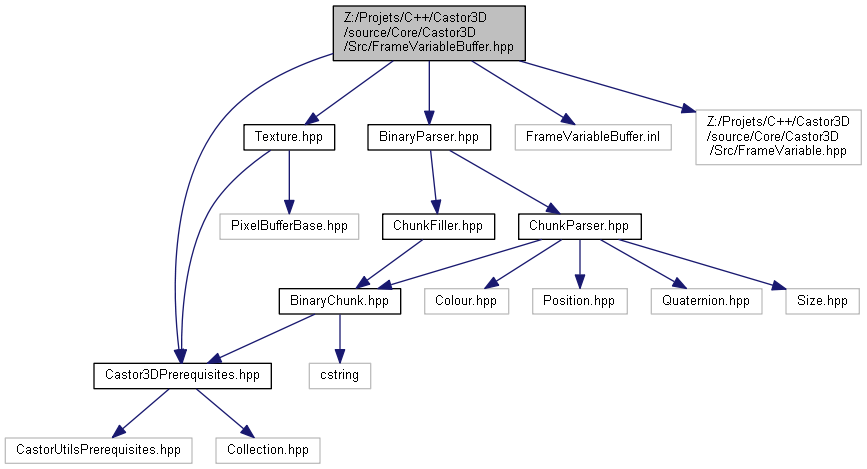 Z:/Projets/C++/Castor3D
/source/Core/Castor3D
/Src/FrameVariableBuffer.hpp
Texture.hpp
BinaryParser.hpp
FrameVariableBuffer.inl
Z:/Projets/C++/Castor3D
/source/Core/Castor3D
/Src/FrameVariable.hpp
PixelBufferBase.hpp
ChunkFiller.hpp
ChunkParser.hpp
BinaryChunk.hpp
Colour.hpp
Position.hpp
Quaternion.hpp
Size.hpp
Castor3DPrerequisites.hpp
cstring
CastorUtilsPrerequisites.hpp
Collection.hpp